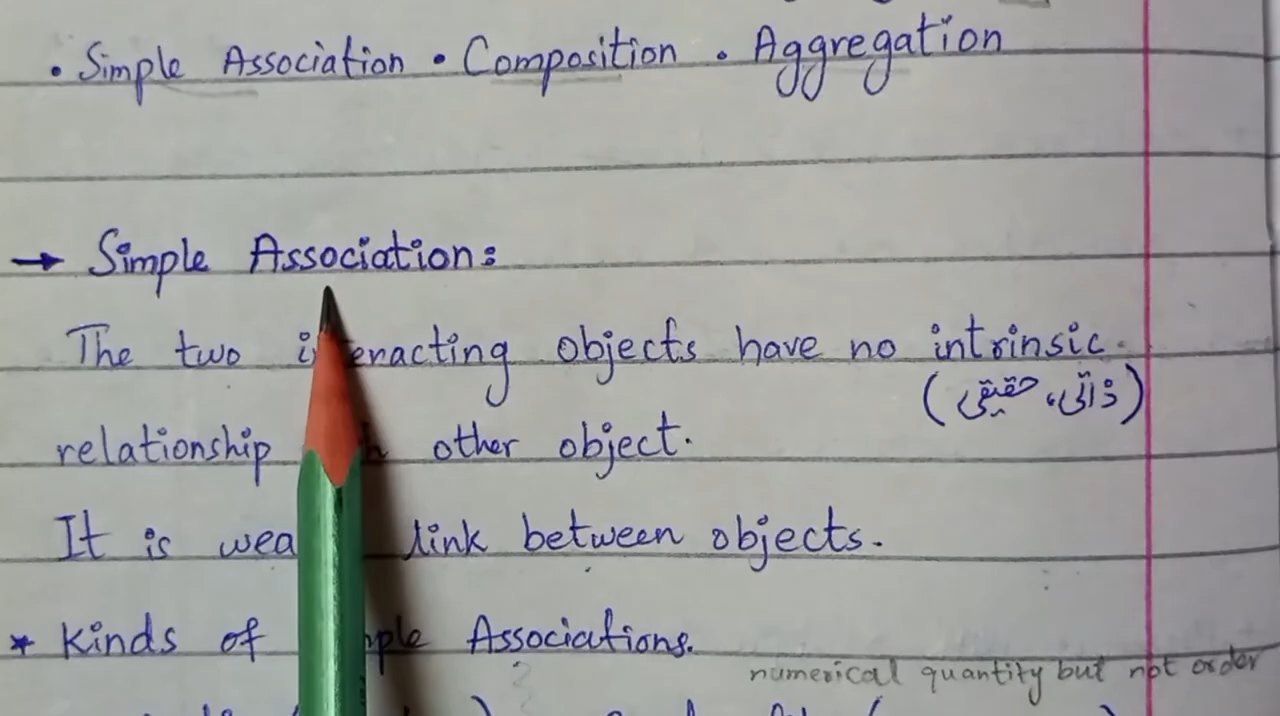 • Simple Association • Composition • Aggregation
→ Simple Association:
The two interacting objects have no intrinsic.
(ذاتی، حقیقی)
relationship other object.
It is link between objects.
* Kinds of Simple Associations.
numerical quantity but not order